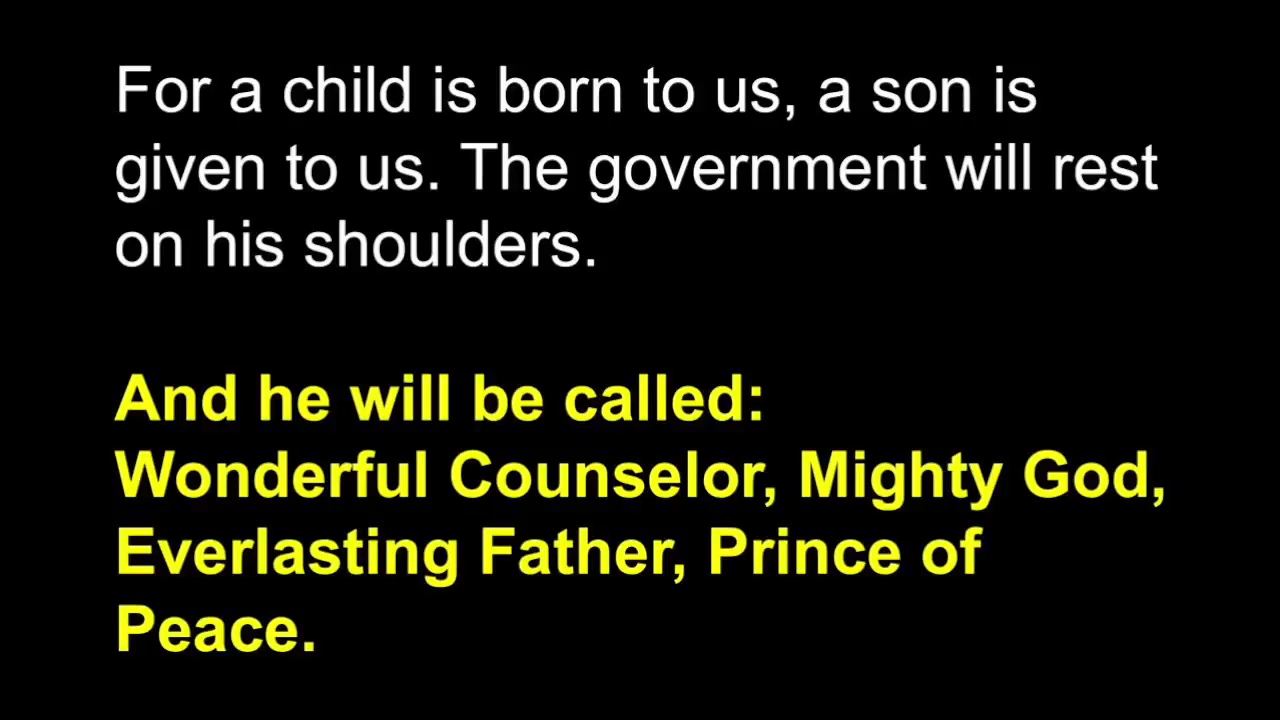 For a child is born to us, a son is
given to us. The government will rest
on his shoulders.
And he will be called:
Wonderful Counselor, Mighty God,
Everlasting Father, Prince of
Peace.